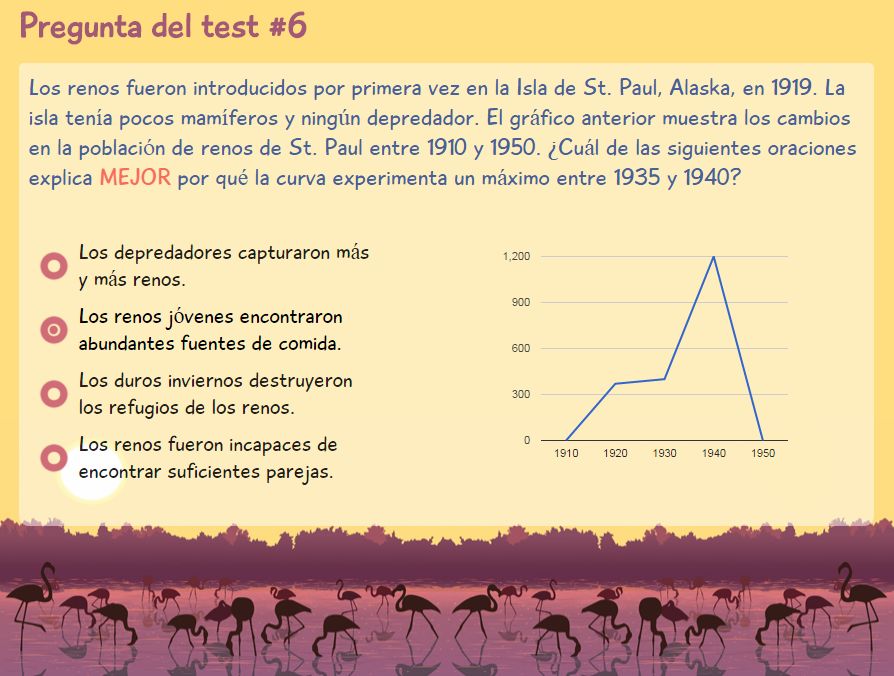 Pregunta del test #6
Los renos fueron introducidos por primera vez en la Isla de St. Paul, Alaska, en 1919. La
isla tenía pocos mamíferos y ningún depredador. El gráfico anterior muestra los cambios
en la población de renos de St. Paul entre 1910 y 1950. ¿Cuál de las siguientes oraciones
explica MEJOR por qué la curva experimenta un máximo entre 1935 y 1940?
Los depredadores capturaron más
y más renos.
Los renos jóvenes encontraron
abundantes fuentes de comida.
Los duros inviernos destruyeron
los refugios de los renos.
Los renos fueron incapaces de
encontrar suficientes parejas.
1,200
900
600
300
0
1910 1920 1930 1940 1950